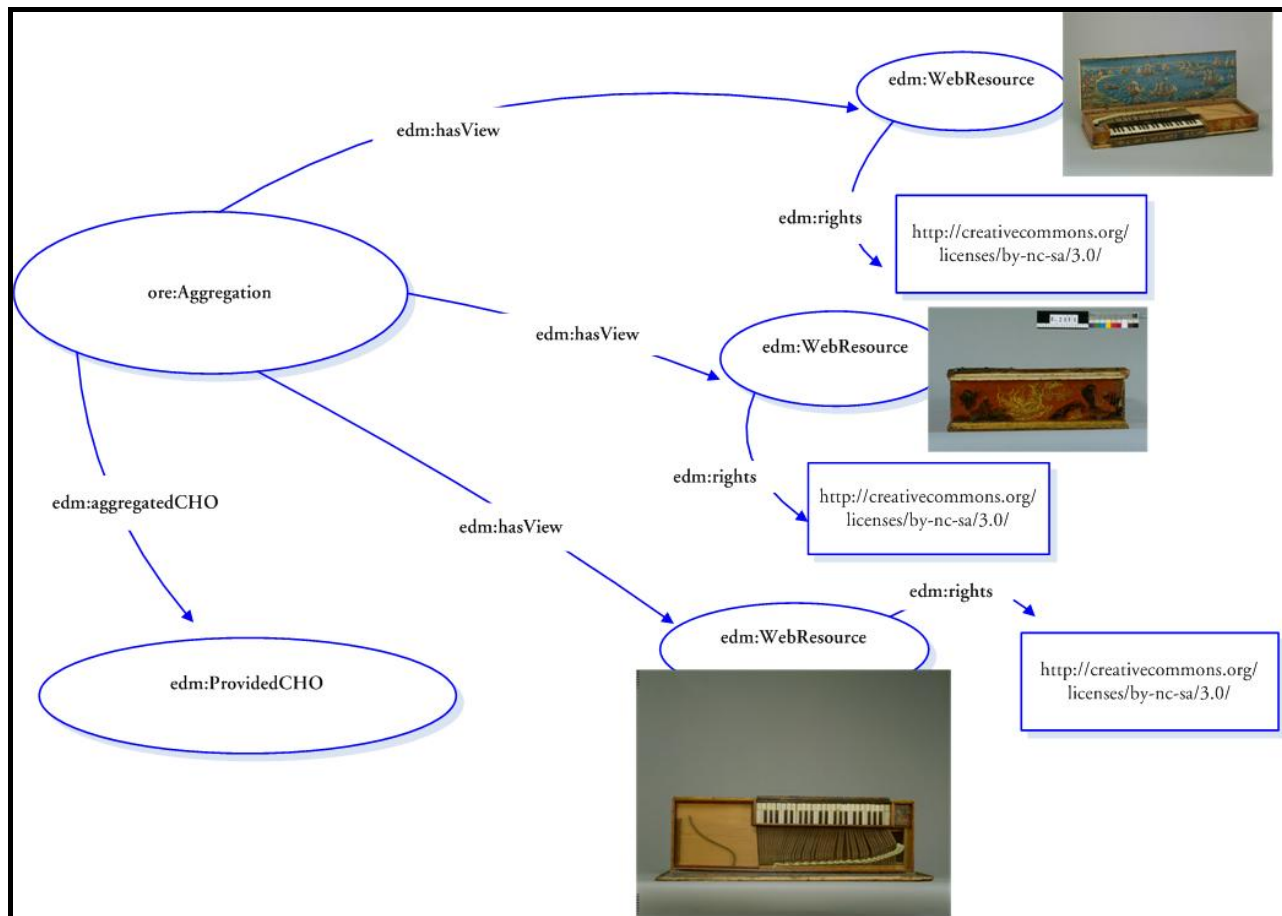 edm:WebResource
edm:hasView
edm:rights
http://creativecommons.org/
licenses/by-nc-sa/3.0/
ore:Aggregation
edm:hasView
edm:WebResource
edm:rights
http://creativecommons.org/
licenses/by-nc-sa/3.0/
edm:aggregatedCHO
edm:hasView
edm:rights
edm:WebResource
http://creativecommons.org/
licenses/by-nc-sa/3.0/
edm:ProvidedCHO